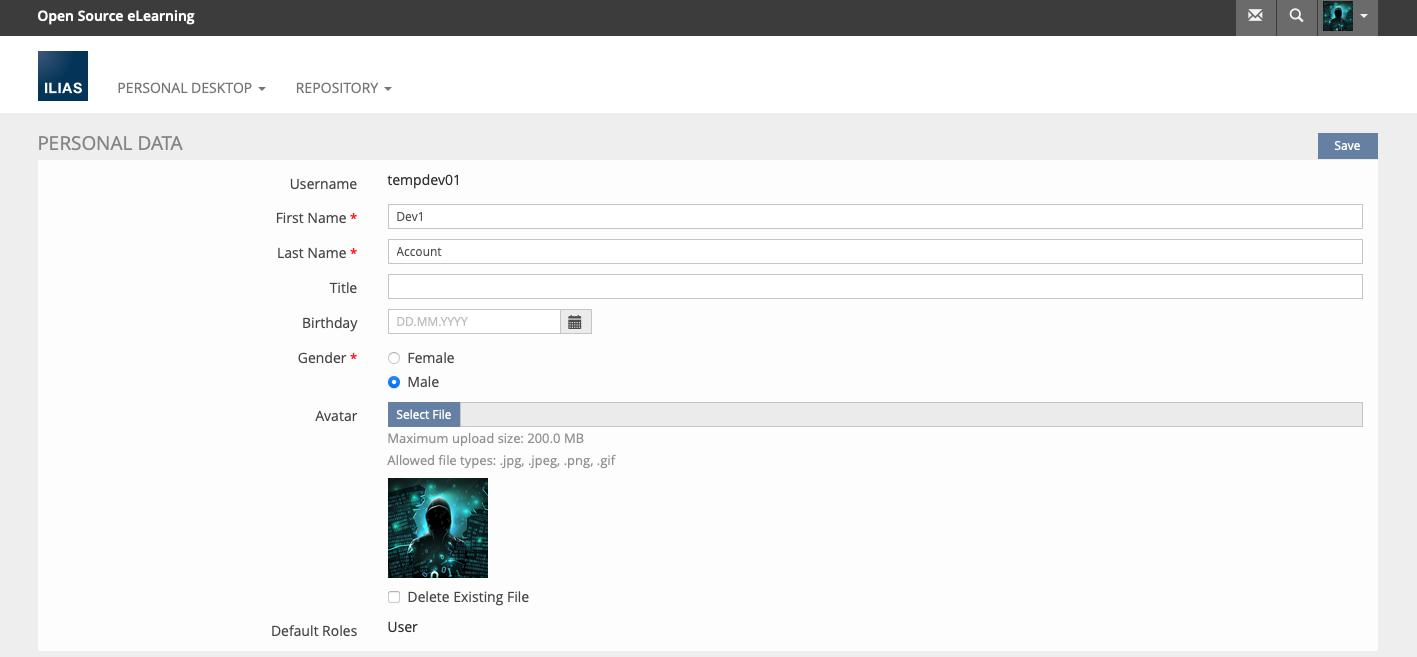 Open Source eLearning
ILIAS
PERSONAL DESKTOP
REPOSITORY
PERSONAL DATA
Save
Username tempdev01
First Name * Dev1
Last Name * Account
Title
Birthday DD.MM.YYYY
Gender * Female
Male
Avatar Select File
Maximum upload size: 200.0 MB
Allowed file types: .jpg, .jpeg, .png, .gif
Delete Existing File
Default Roles User